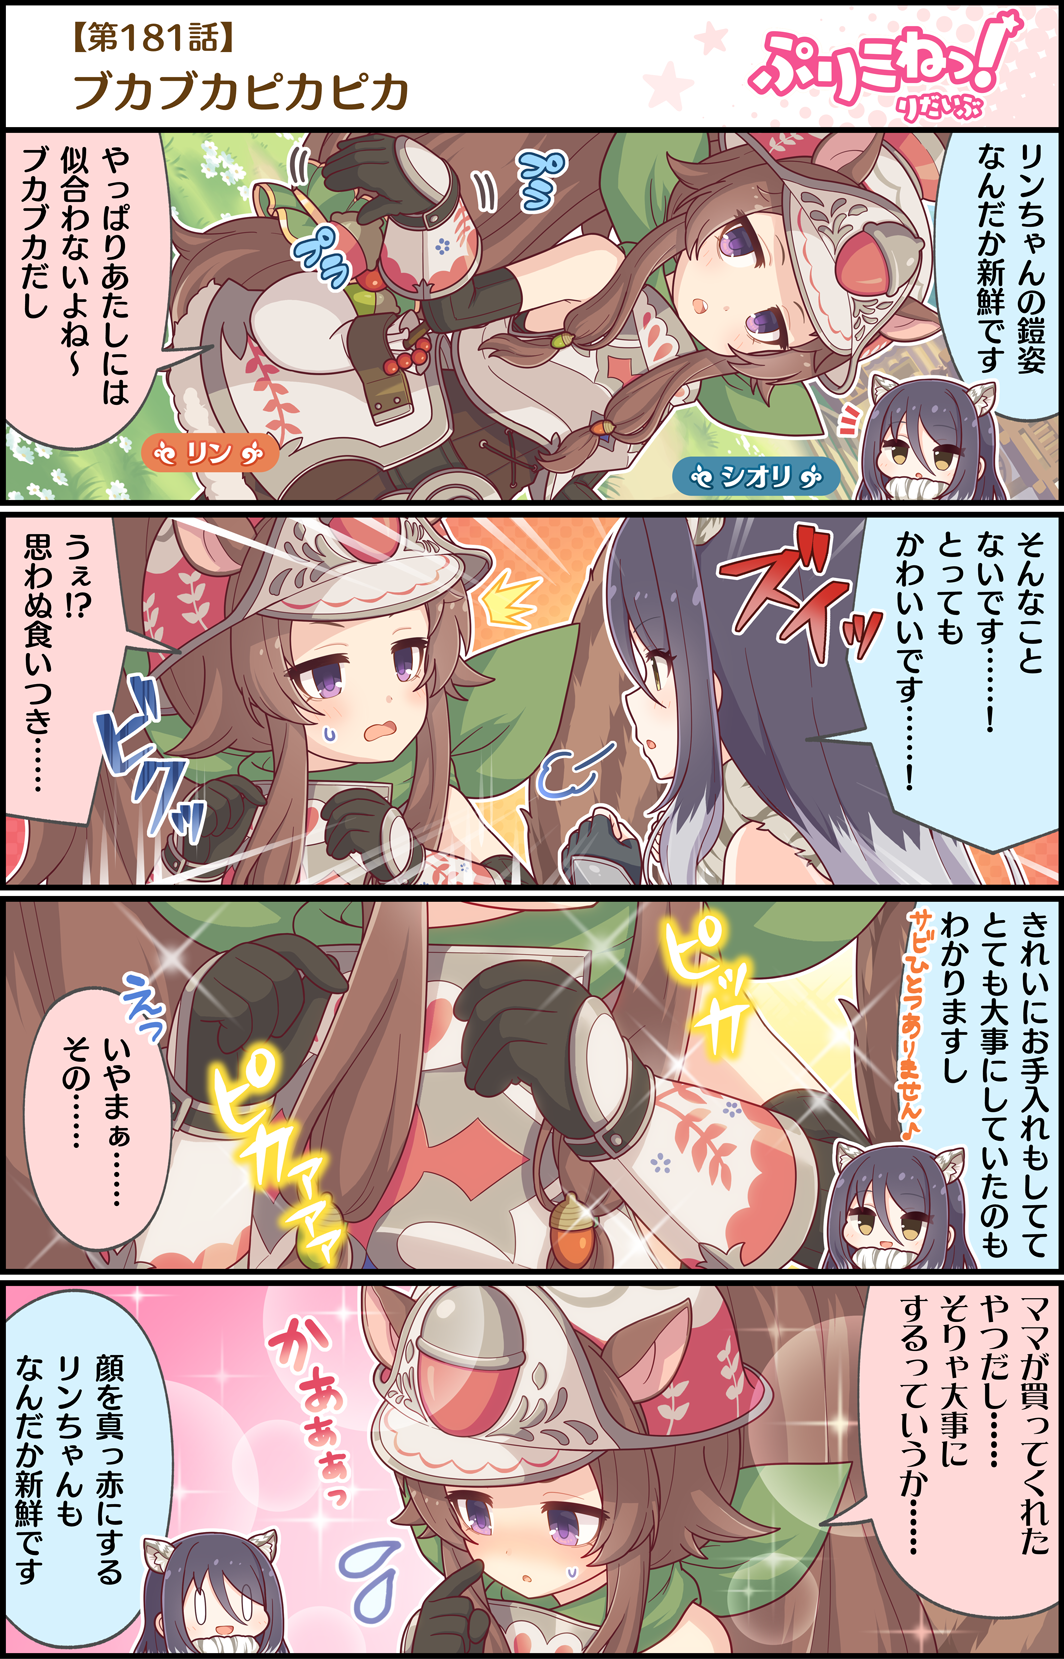 【第181話】
ブカブカピカピカ
ぷりこねっ!
りだいぶ
リンちゃんの鎧姿
なんだか新鮮です
ペシッ
ペシッ
やっぱりあたしには
似合わないよね～
ブカブカだし
リン
シオリ
そんなこと
ないです……！
とっても
かわいいです……！
ズイッ
うぇ!?
思わぬ食いつき……
ビクッ
きれいにお手入れもしてて
とても大事にしていたのも
わかりますし
サビひとつありません♪
ピッカ
ピカァァァ
えっ
いやまぁ……
その……
ママが買ってくれた
やつだし……
そりゃ大事に
するっていうか……
かあぁぁっ
顔を真っ赤にする
リンちゃんも
なんだか新鮮です